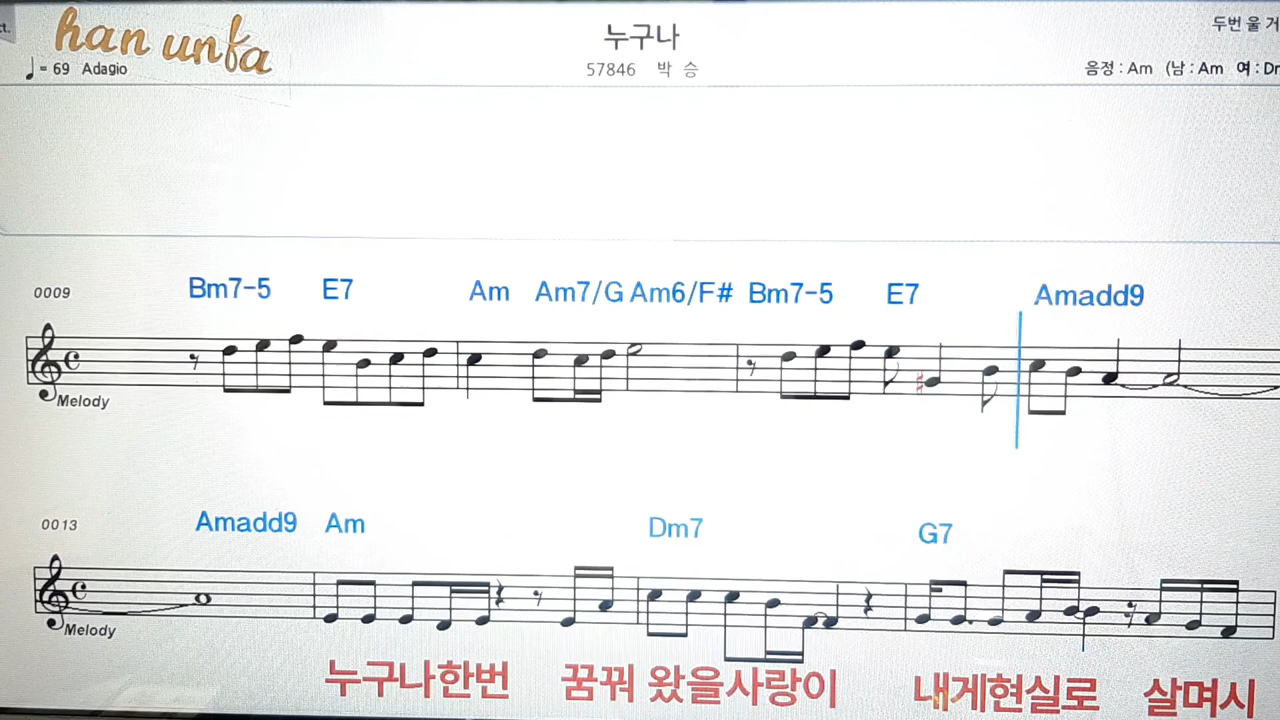 ct.
han unfa
누구나
두번 울 거
♩= 69 Adagio
57846 박 승
음정 : Am (남 : Am 여 : Dr
0009
Bm7-5 E7 Am Am7/G Am6/F# Bm7-5 E7 Amadd9
Melody
0013
Amadd9 Am Dm7 G7
Melody
누구나한번 꿈꿔 왔을사랑이 내게현실로 살며시